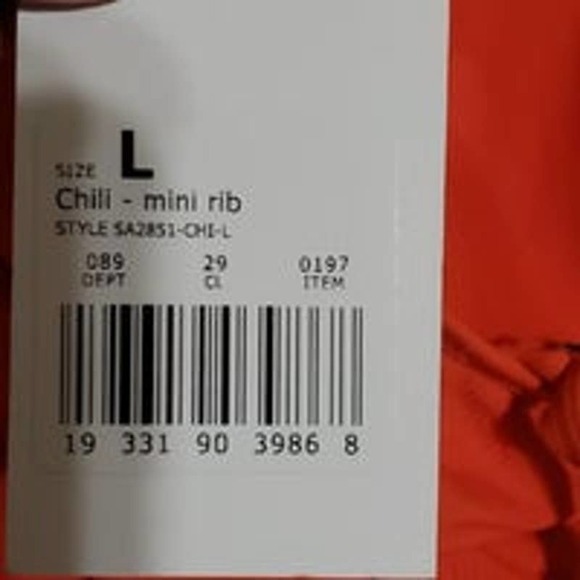 SIZE L
Chili - mini rib
STYLE SA2851-CHI-L
089 29 0197
DEPT CL ITEM
19 331 90 3986 8